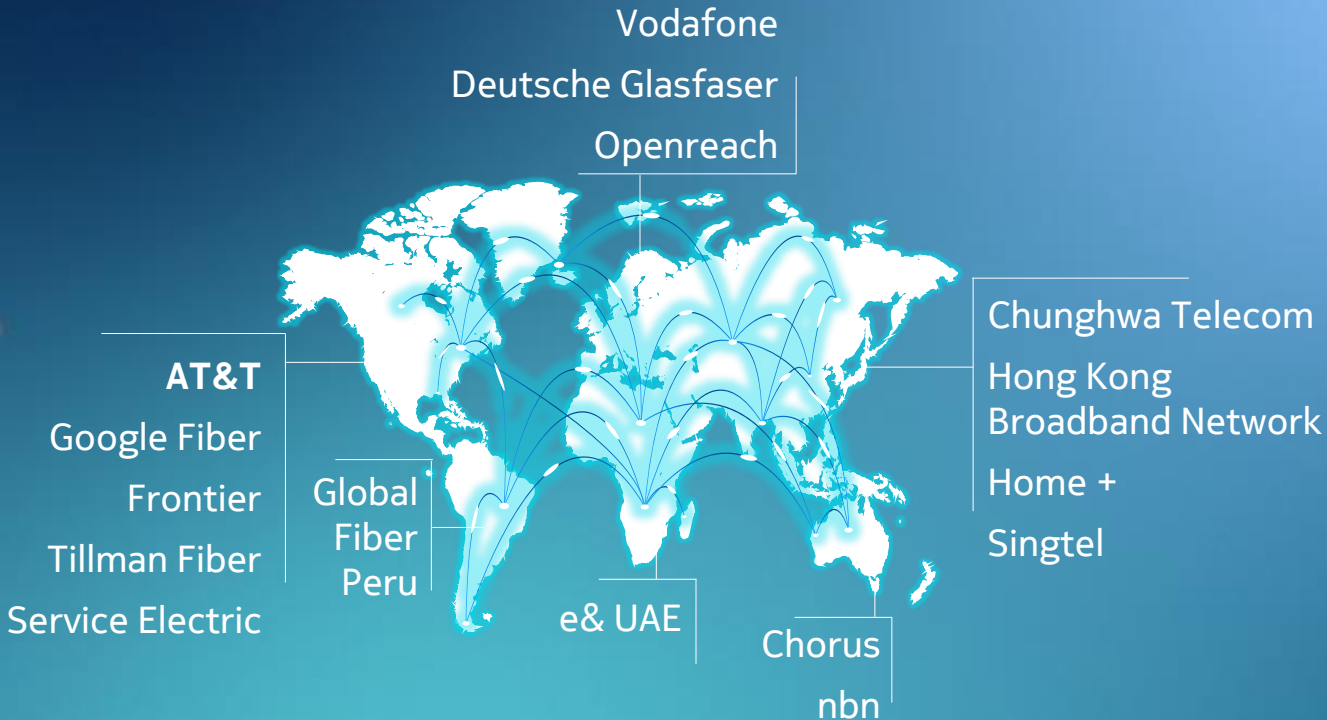 Vodafone
Deutsche Glasfaser
Openreach
AT&T
Google Fiber
Frontier
Tillman Fiber
Service Electric
Global
Fiber
Peru
e& UAE
Chorus
nbn
Chunghwa Telecom
Hong Kong
Broadband Network
Home +
Singtel